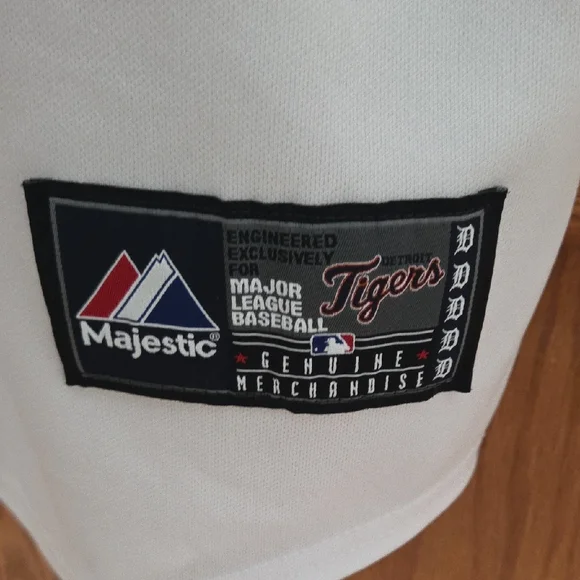 Majestic®
ENGINEERED
EXCLUSIVELY
FOR
MAJOR
LEAGUE
BASEBALL
DETROIT
Tigers
GENUINE
MERCHANDISE
D
D
D
D
D